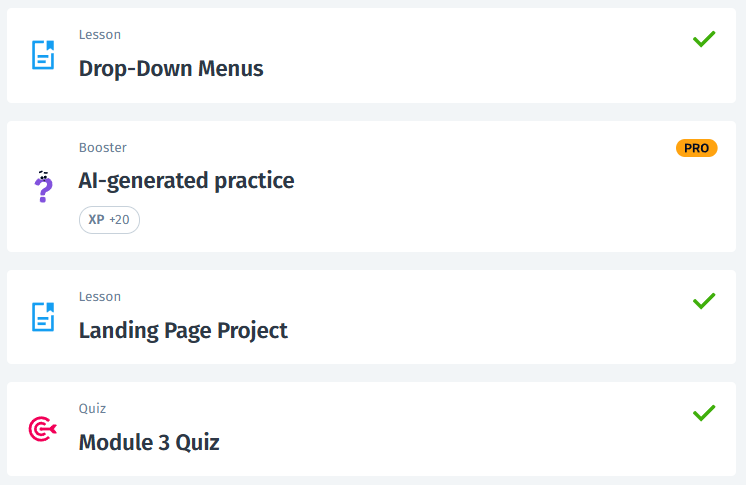 Lesson
Drop-Down Menus
Booster
PRO
AI-generated practice
XP +20
Lesson
Landing Page Project
Quiz
Module 3 Quiz